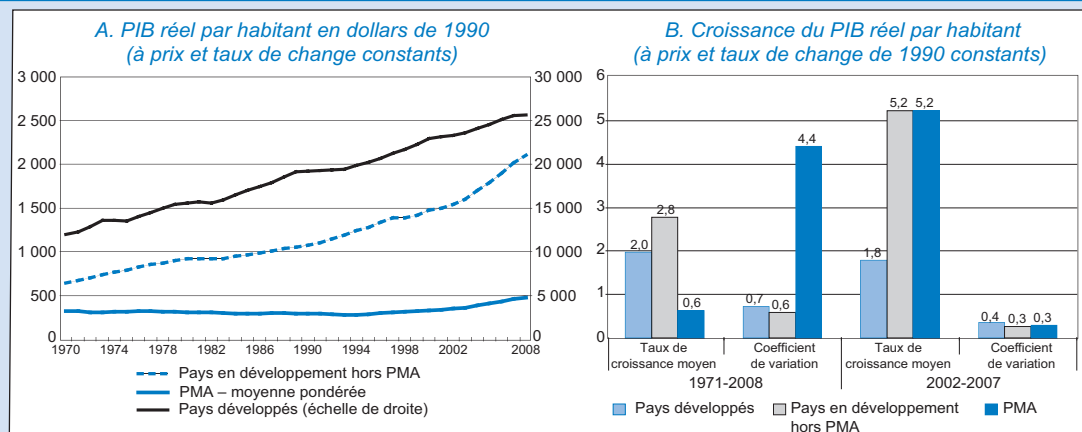 A. PIB réel par habitant en dollars de 1990
(à prix et taux de change constants)
3 000
2 500
2 000
1 500
1 000
500
0
30 000
25 000
20 000
15 000
10 000
5 000
0
1970 1974 1978 1982 1986 1990 1994 1998 2002 2008
Pays en développement hors PMA
PMA – moyenne pondérée
Pays développés (échelle de droite)
B. Croissance du PIB réel par habitant
(à prix et taux de change de 1990 constants)
6
5
4
3
2
1
0
2,0 2,8 0,6 0,7 0,6 4,4 1,8 5,2 5,2 0,4 0,3 0,3
Taux de croissance moyen
Coefficient de variation
Taux de croissance moyen
Coefficient de variation
1971-2008 2002-2007
Pays développés Pays en développement PMA
hors PMA